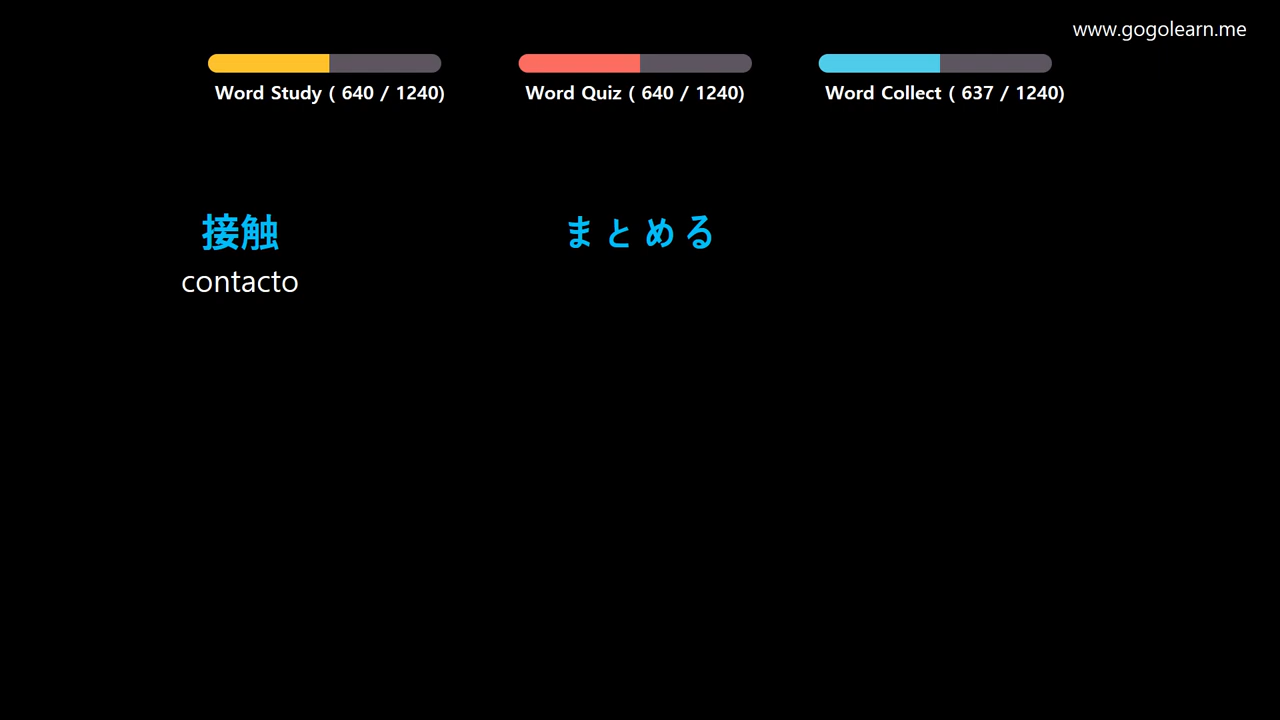 www.gogolearn.me
Word Study ( 640 / 1240)
Word Quiz ( 640 / 1240)
Word Collect ( 637 / 1240)
接触
contacto
まとめる